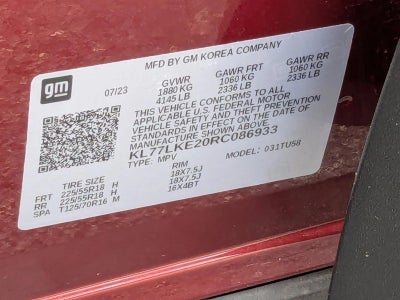 MFD BY GM KOREA COMPANY
gm
07/23
GVWR GAWR FRT GAWR RR
1880 KG 1060 KG 1060 KG
4145 LB 2336 LB 2336 LB
THIS VEHICLE CONFORMS TO ALL
APPLICABLE U.S. FEDERAL MOTOR
VEHICLE SAFETY AND THEFT PREVENTION
STANDARDS IN EFFECT ON THE DATE OF
MANUFACTURE SHOWN ABOVE.
KL77LKE20RC086933
TYPE: MPV MODEL: 031TU58
TIRE SIZE RIM
FRT 225/55R18 H 18X7.5J
RR 225/55R18 H 18X7.5J
SPA T125/70R16 M 16X4BT